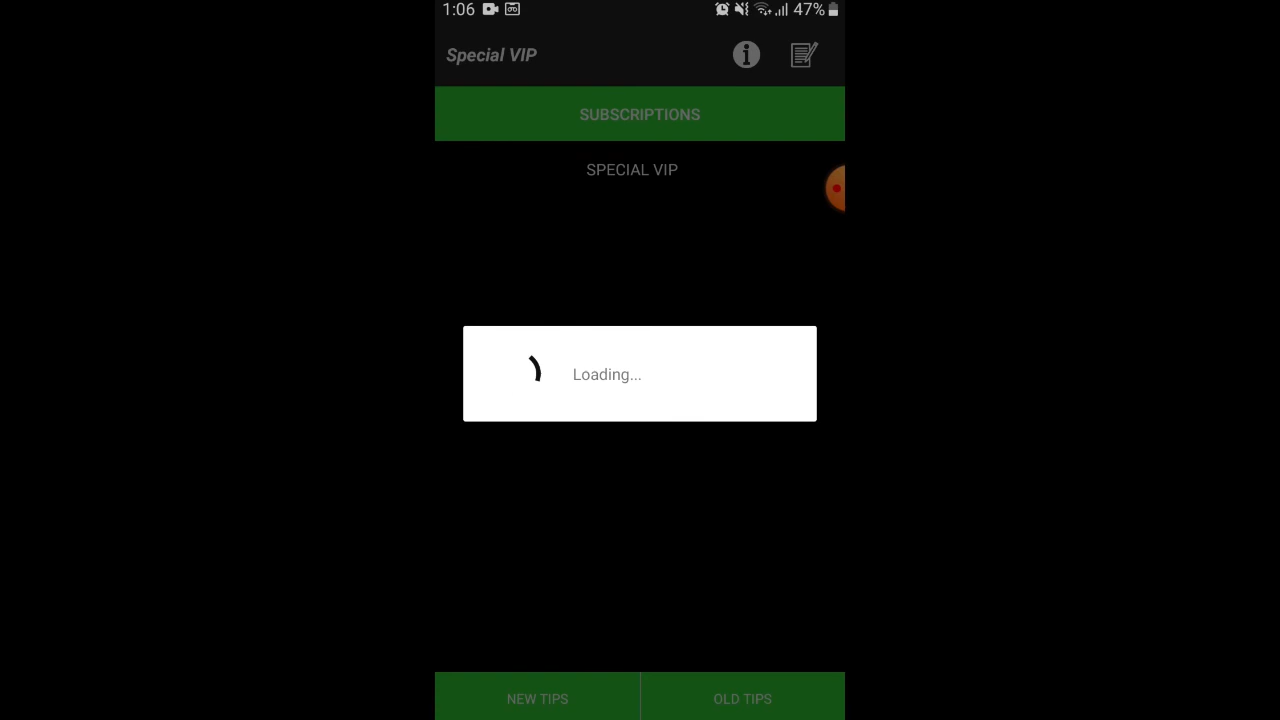 1:06 47%
Special VIP
SUBSCRIPTIONS
SPECIAL VIP
Loading...
NEW TIPS OLD TIPS